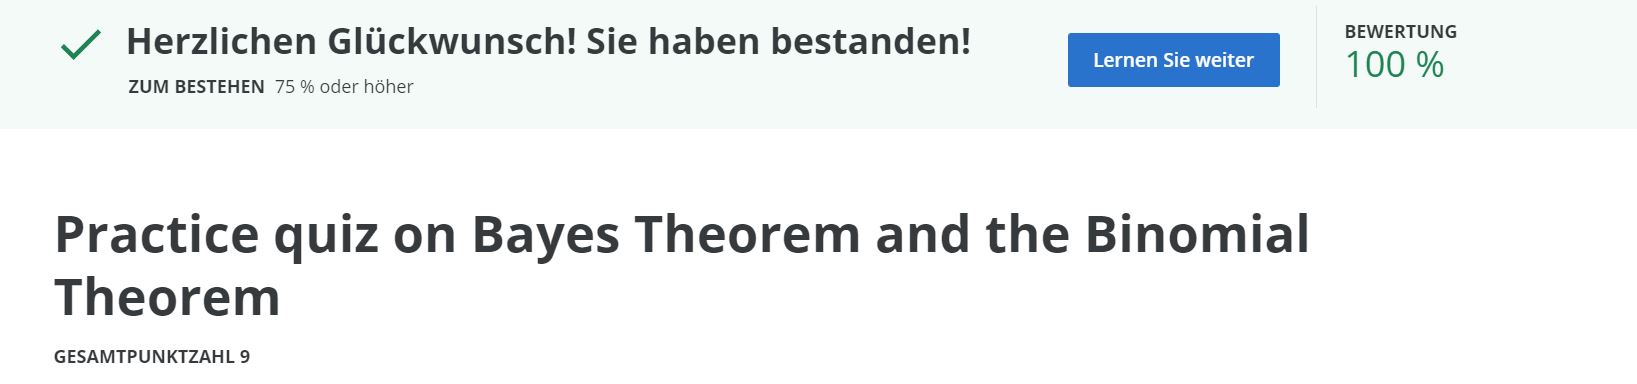 Herzlichen Glückwunsch! Sie haben bestanden!
ZUM BESTEHEN 75 % oder höher
Lernen Sie weiter
BEWERTUNG
100 %
Practice quiz on Bayes Theorem and the Binomial
Theorem
GESAMTPUNKTZAHL 9